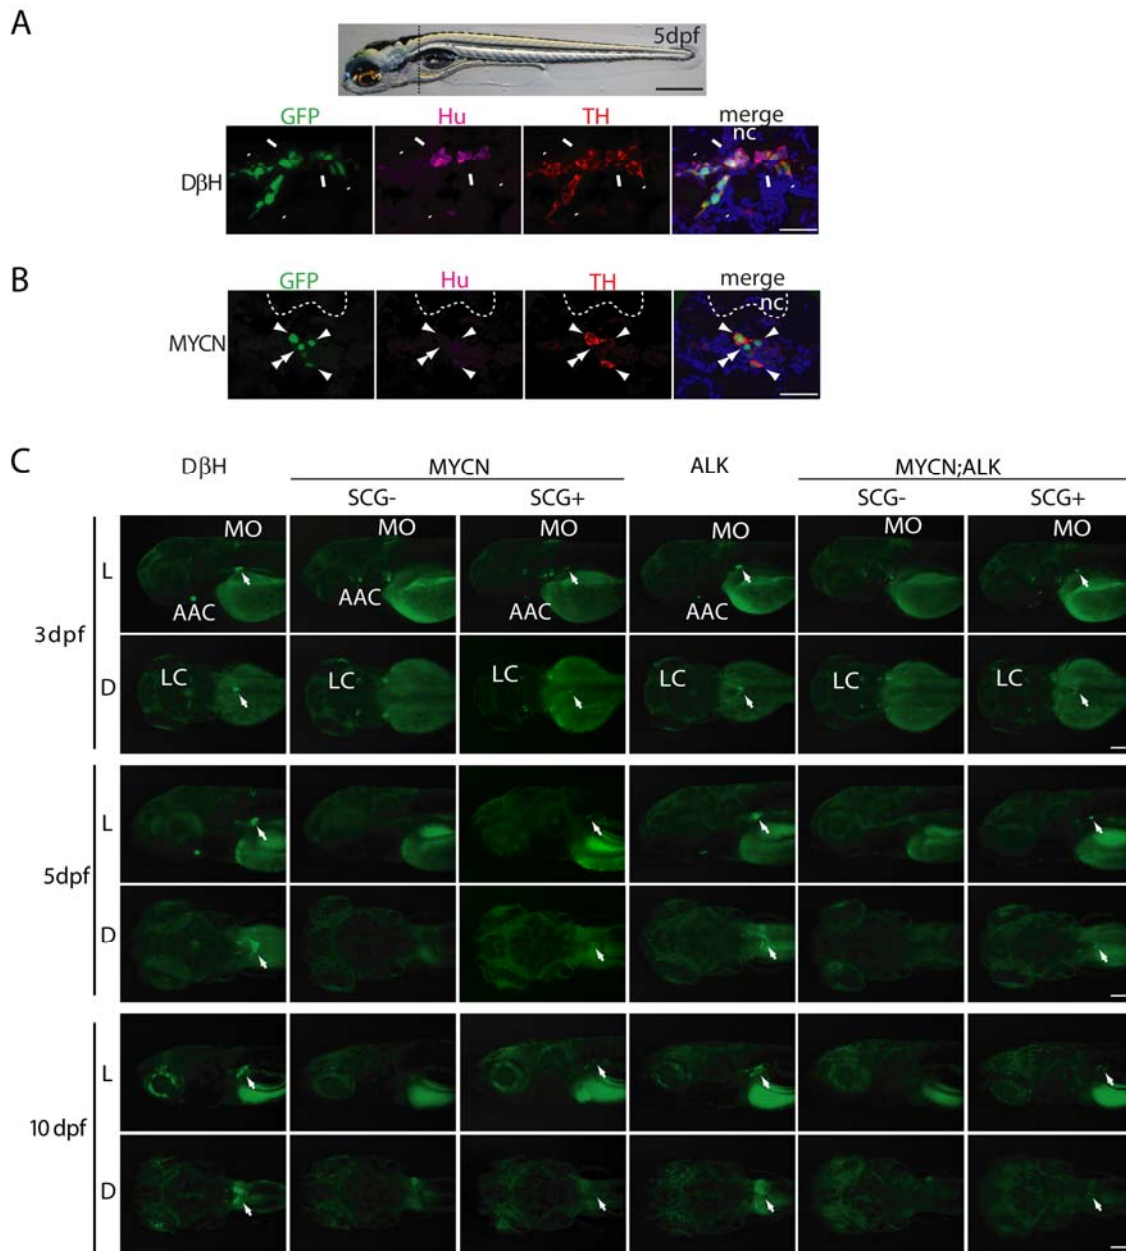 A
5dpf
GFP Hu TH merge
nc
DβH
B
GFP Hu TH merge
nc
MYCN
C
DβH MYCN ALK MYCN;ALK
SCG- SCG+ SCG- SCG+
MO MO MO MO MO MO
L
AAC AAC AAC AAC
3dpf
LC LC LC LC LC LC
D
L
5dpf
D
L
10dpf
D